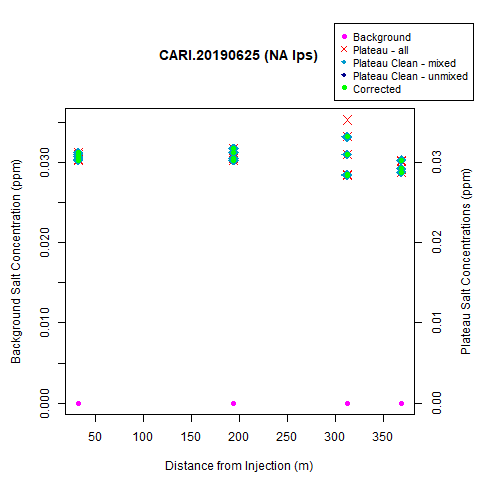 CARI.20190625 (NA lps)
Background
Plateau - all
Plateau Clean - mixed
Plateau Clean - unmixed
Corrected
Background Salt Concentration (ppm)
0.030
0.020
0.010
0.000
0.03
0.02
0.01
0.00
Plateau Salt Concentrations (ppm)
50 100 150 200 250 300 350
Distance from Injection (m)